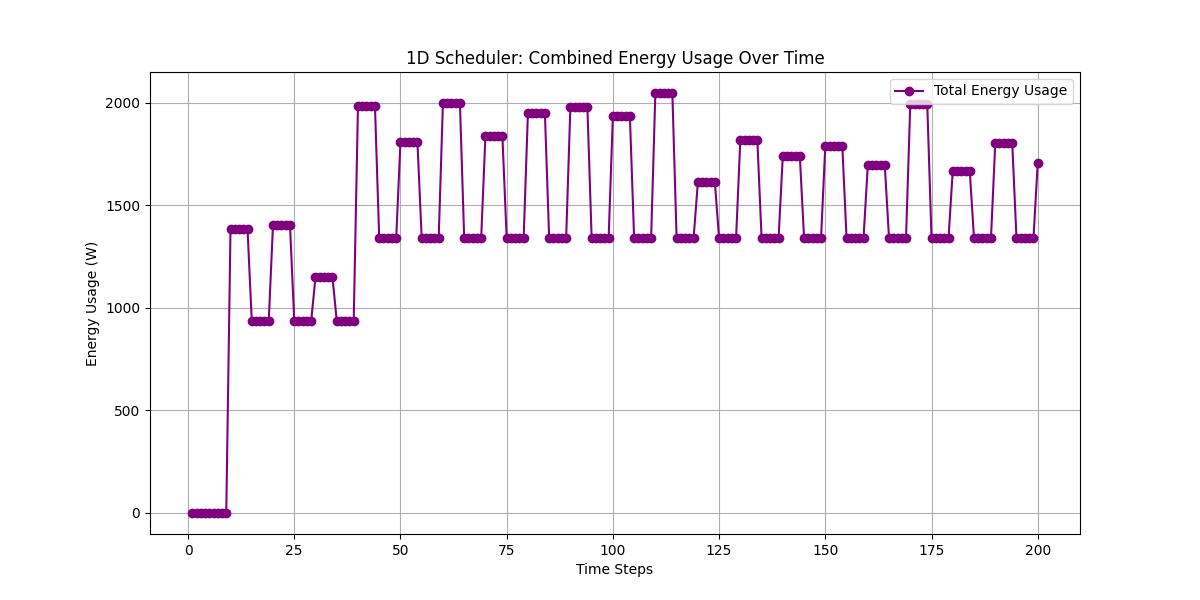 1D Scheduler: Combined Energy Usage Over Time
Total Energy Usage
Energy Usage (W)
2000
1500
1000
500
0
0 25 50 75 100 125 150 175 200
Time Steps